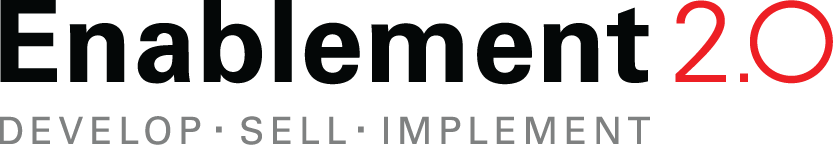 Enablement 2.0
DEVELOP · SELL · IMPLEMENT